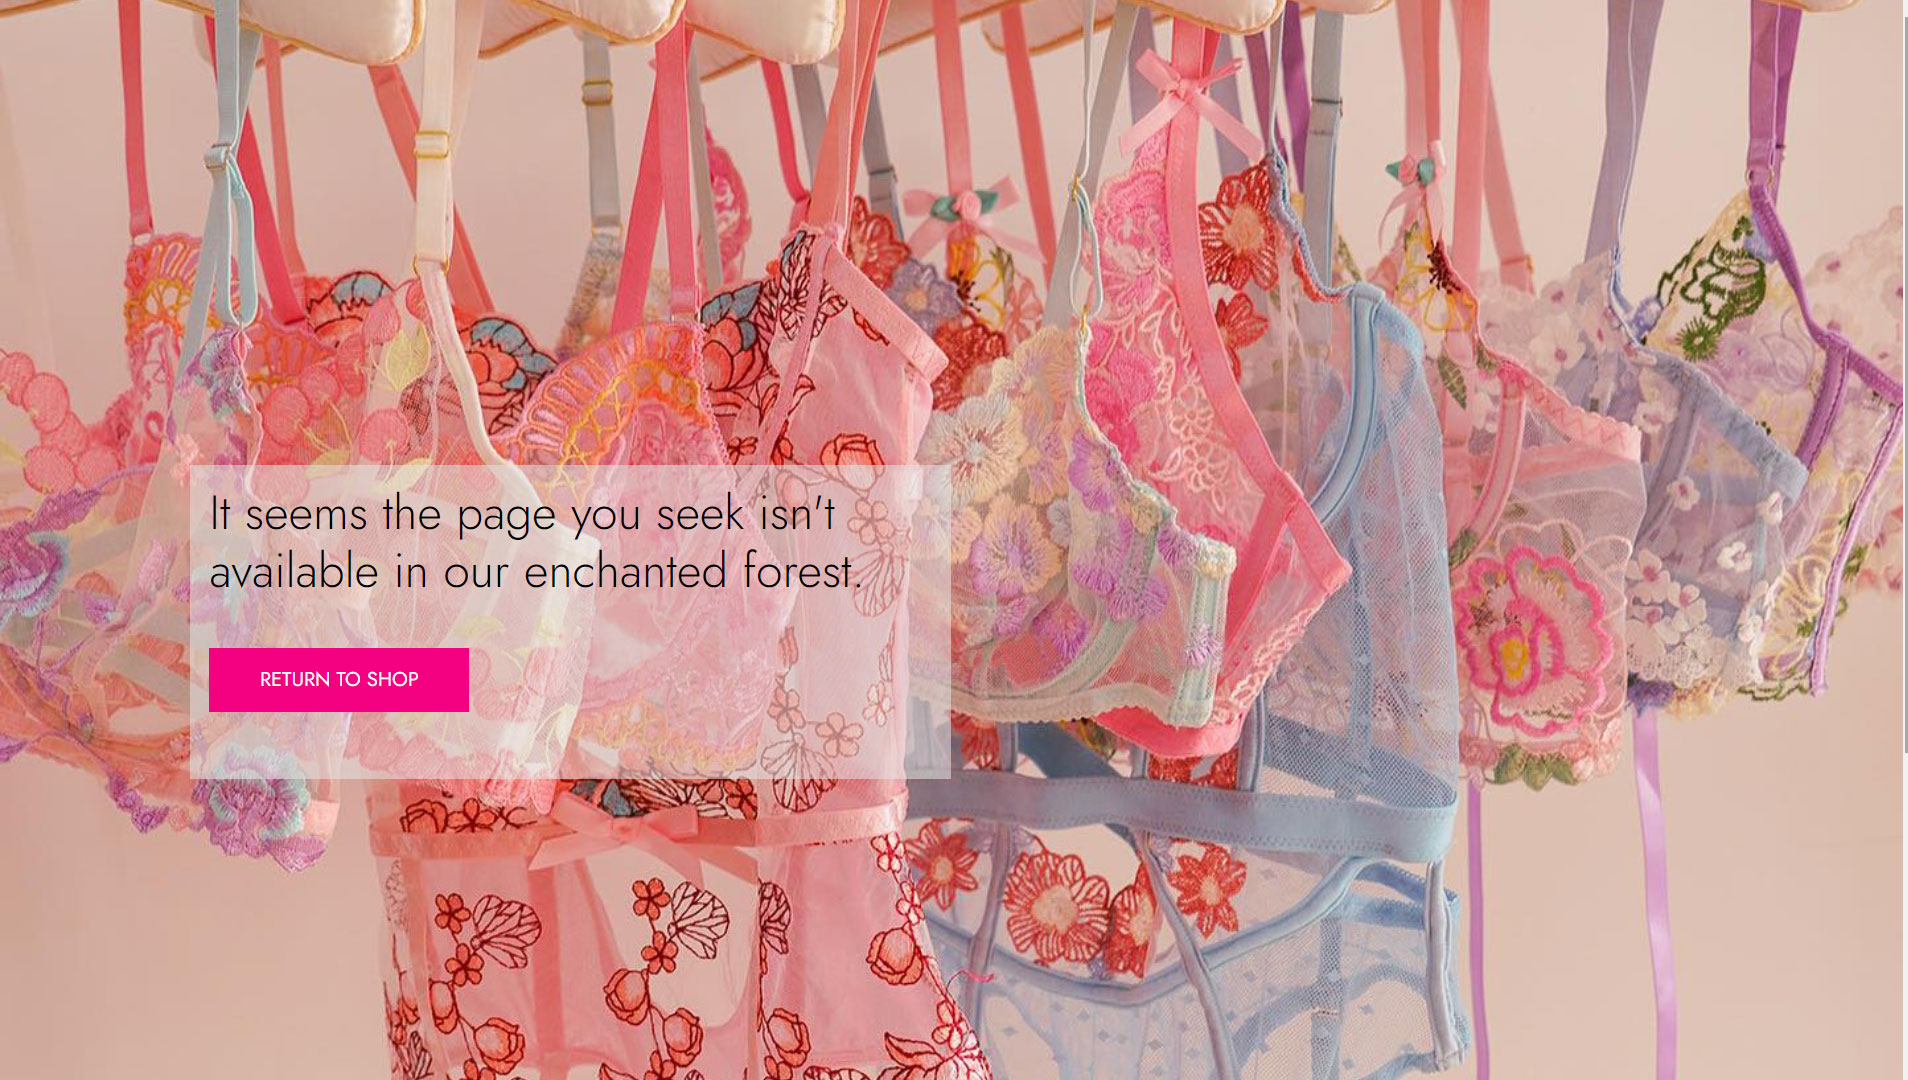 It seems the page you seek isn't
available in our enchanted forest.
RETURN TO SHOP